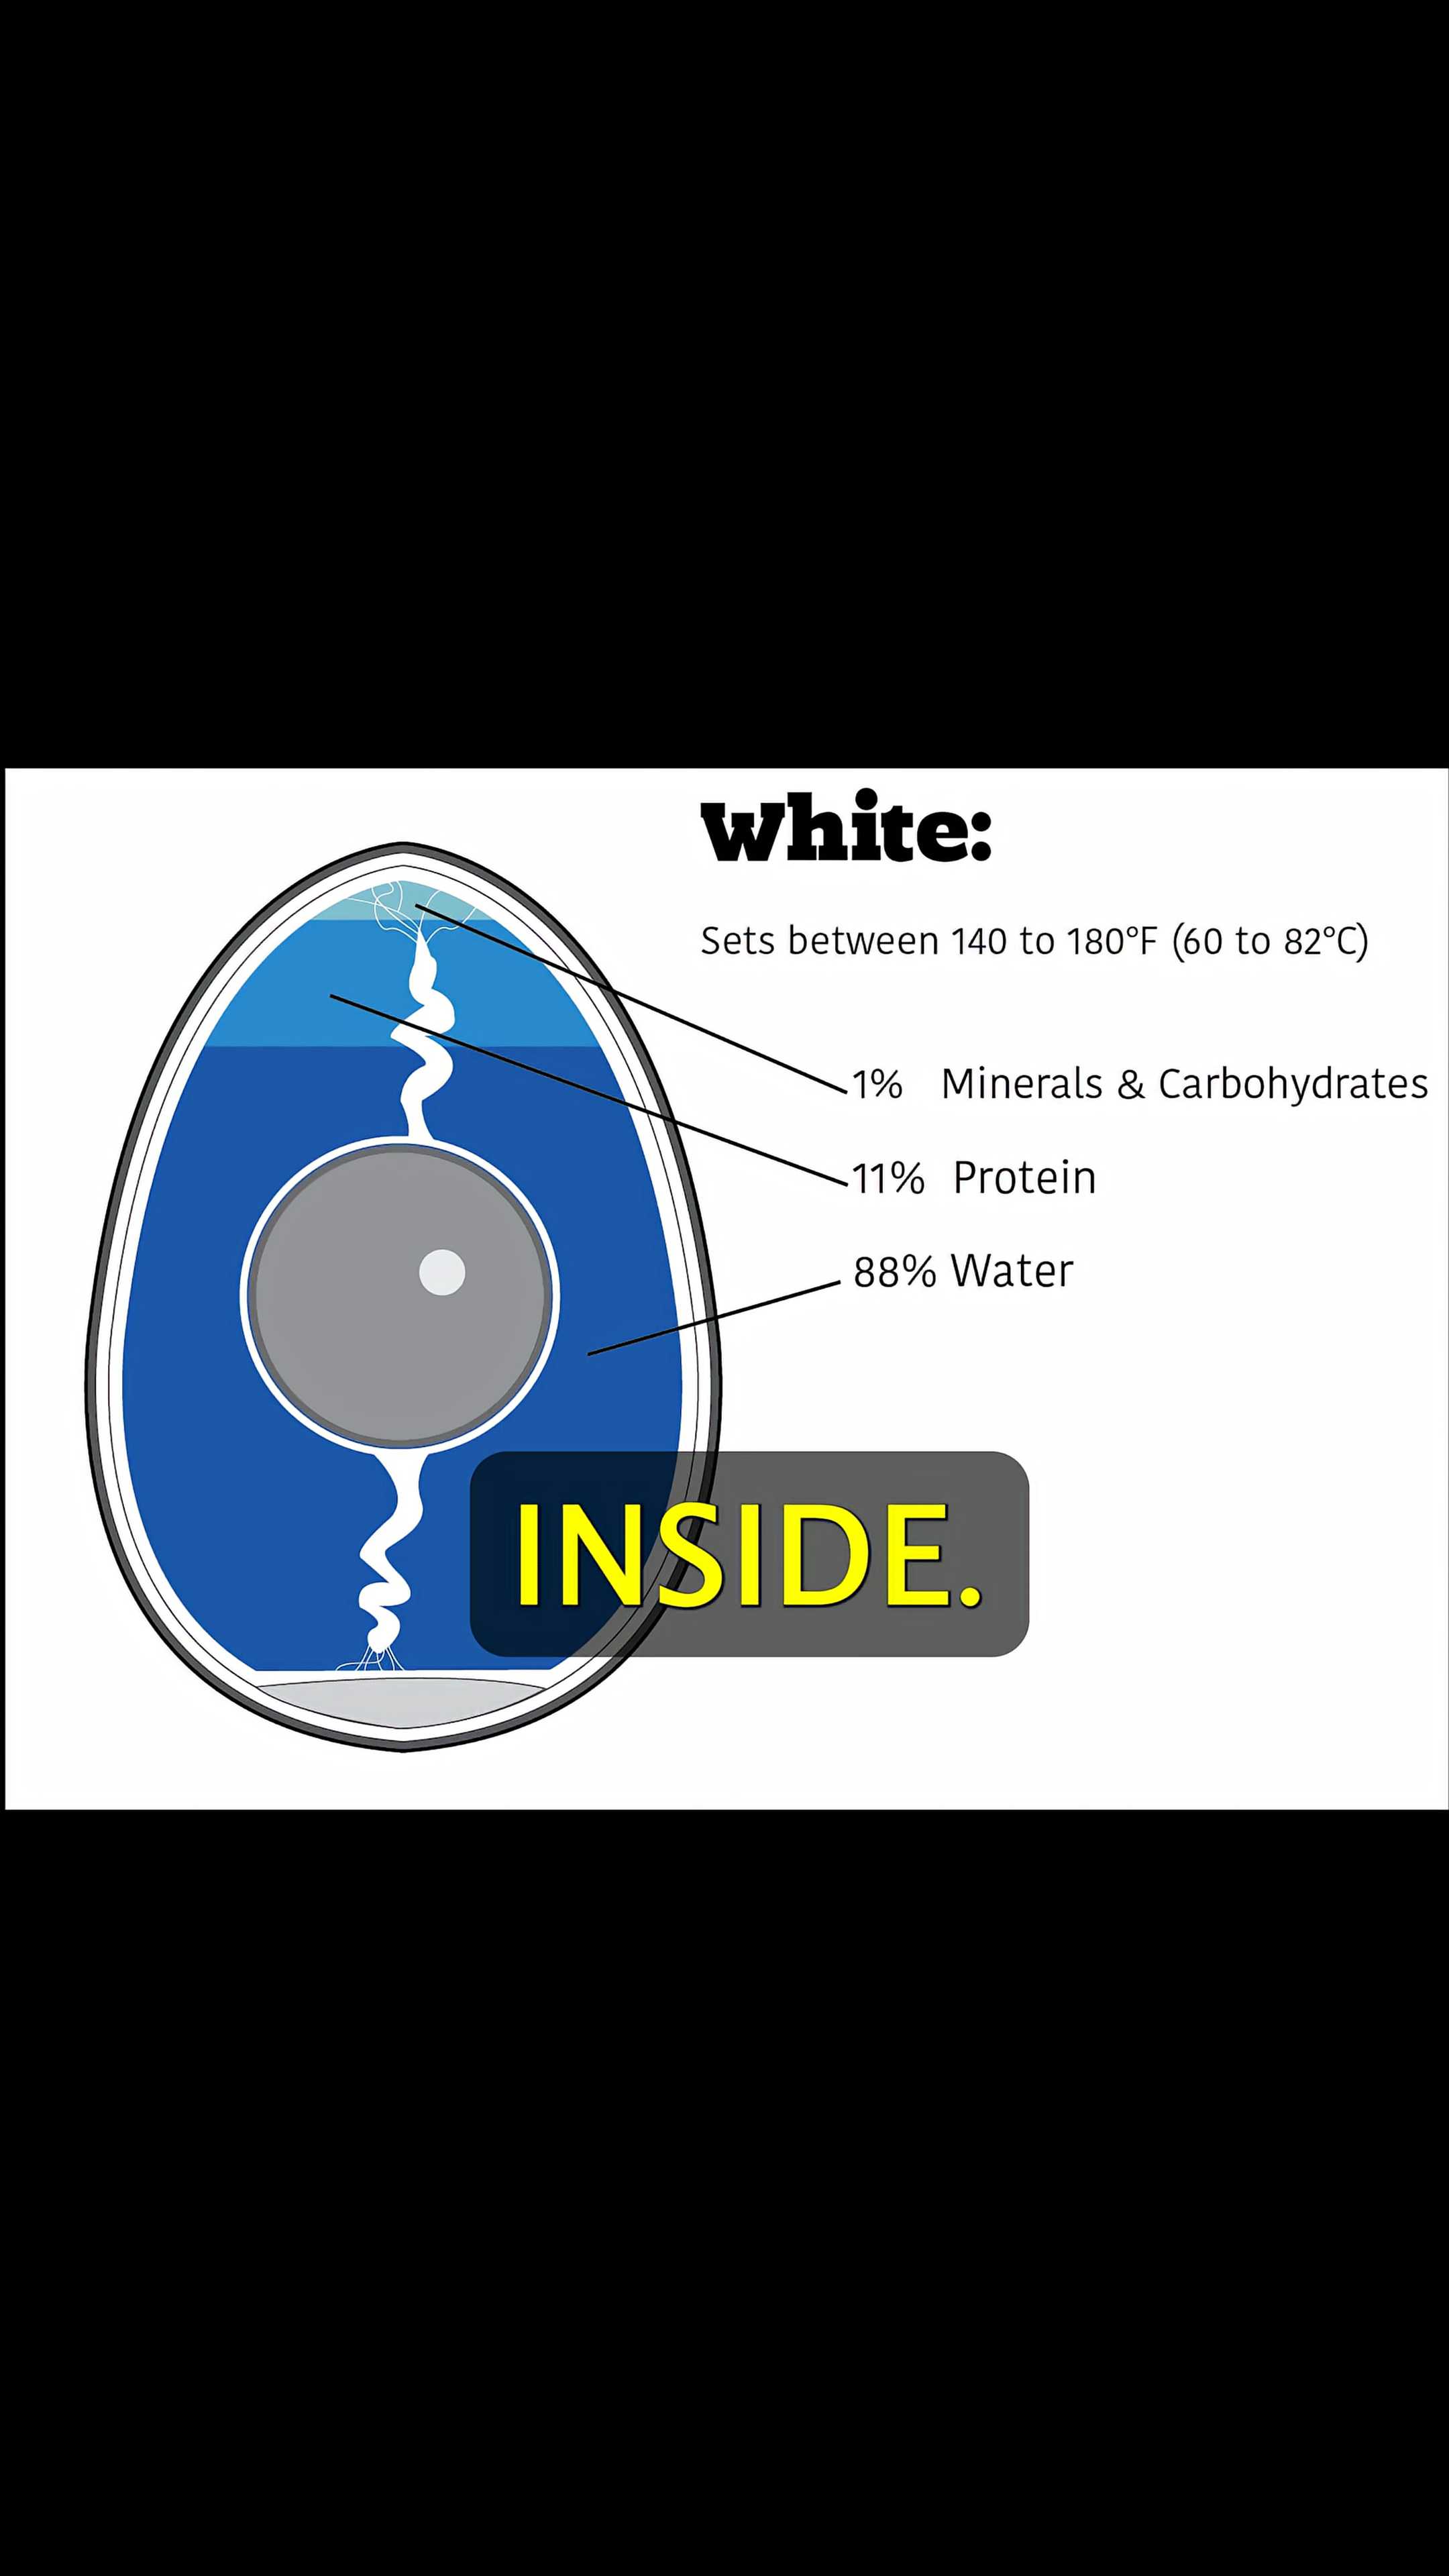 White:
Sets between 140 to 180°F (60 to 82°C)
1% Minerals & Carbohydrates
11% Protein
88% Water
INSIDE.